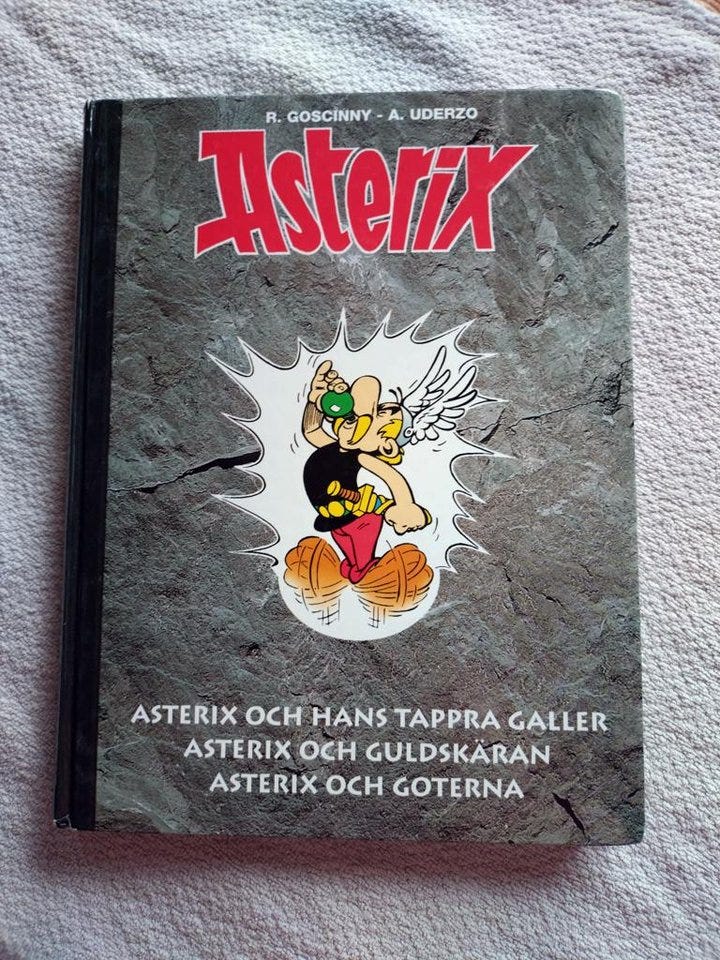 R. GOSCINNY - A. UDERZO
Asterix
ASTERIX OCH HANS TAPPRA GALLER
ASTERIX OCH GULDSKÄRAN
ASTERIX OCH GOTERNA